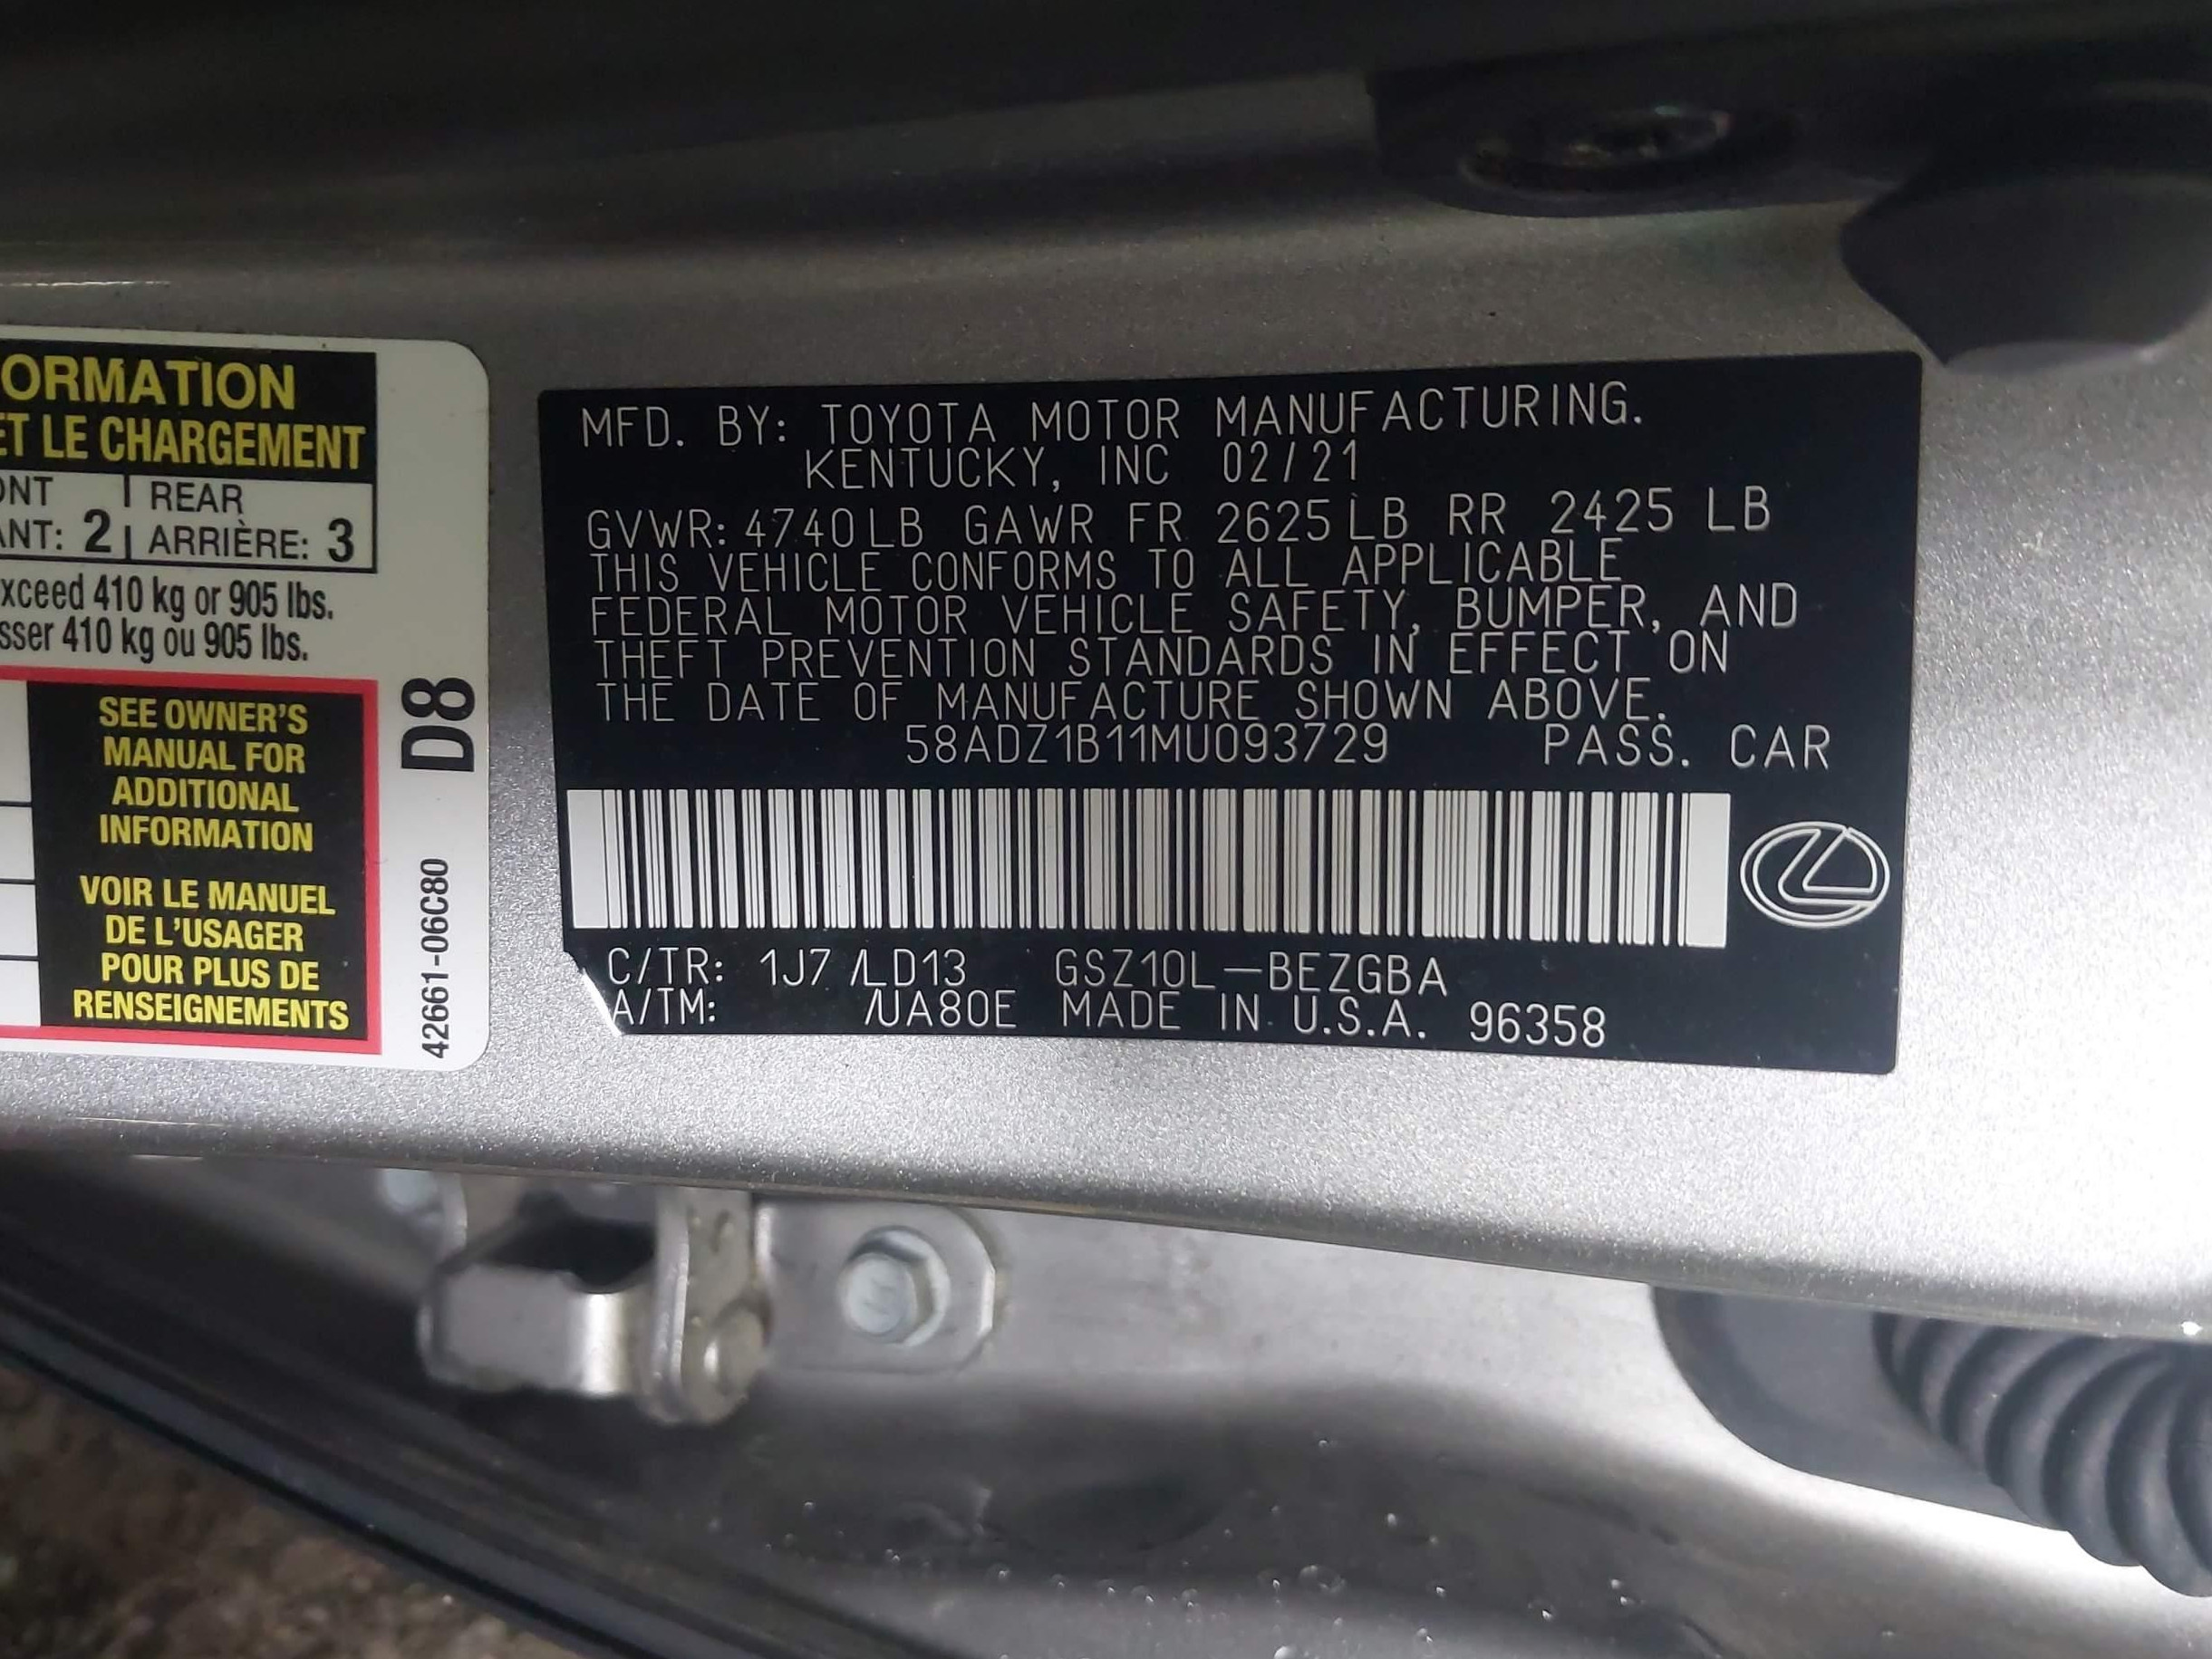 ORMATION
ET LE CHARGEMENT
ONT | REAR
ANT: 2 | ARRIÈRE: 3
xceed 410 kg or 905 lbs.
sser 410 kg ou 905 lbs.
SEE OWNER'S
MANUAL FOR
ADDITIONAL
INFORMATION
VOIR LE MANUEL
DE L'USAGER
POUR PLUS DE
RENSEIGNEMENTS
D8
42661-06C80
MFD. BY: TOYOTA MOTOR MANUFACTURING.
KENTUCKY, INC 02/21
GVWR: 4740LB GAWR FR 2625LB RR 2425 LB
THIS VEHICLE CONFORMS TO ALL APPLICABLE
FEDERAL MOTOR VEHICLE SAFETY, BUMPER, AND
THEFT PREVENTION STANDARDS IN EFFECT ON
THE DATE OF MANUFACTURE SHOWN ABOVE.
58ADZ1B11MU093729 PASS. CAR
C/TR: 1J7 /LD13 GSZ10L-BEZGBA
A/TM: /UA80E MADE IN U.S.A. 96358